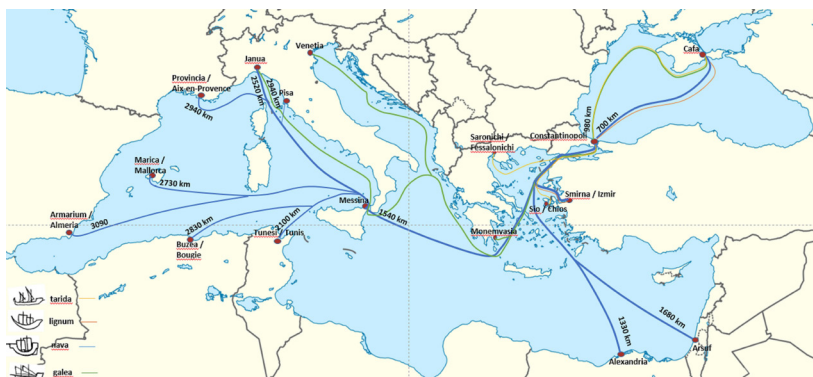 Venetia
Janua
Provincia /
Aix-en-Provence
2940 km
2520 km
2940 km
Pisa
Cafa
980 km
700 km
Constantinopoli
Saronichi /
Fessalonichi
Marica /
Mallorca
2730 km
Smirna / Izmir
Sio / Chios
Messina
1540 km
Armarium /
Almeria
3090
2830 km
2100 km
Monemvasia
Buzea /
Bougie
Tunesi / Tunis
tarida
lignum
nava
galea
1330 km
1680 km
Alexandria
Arsuf